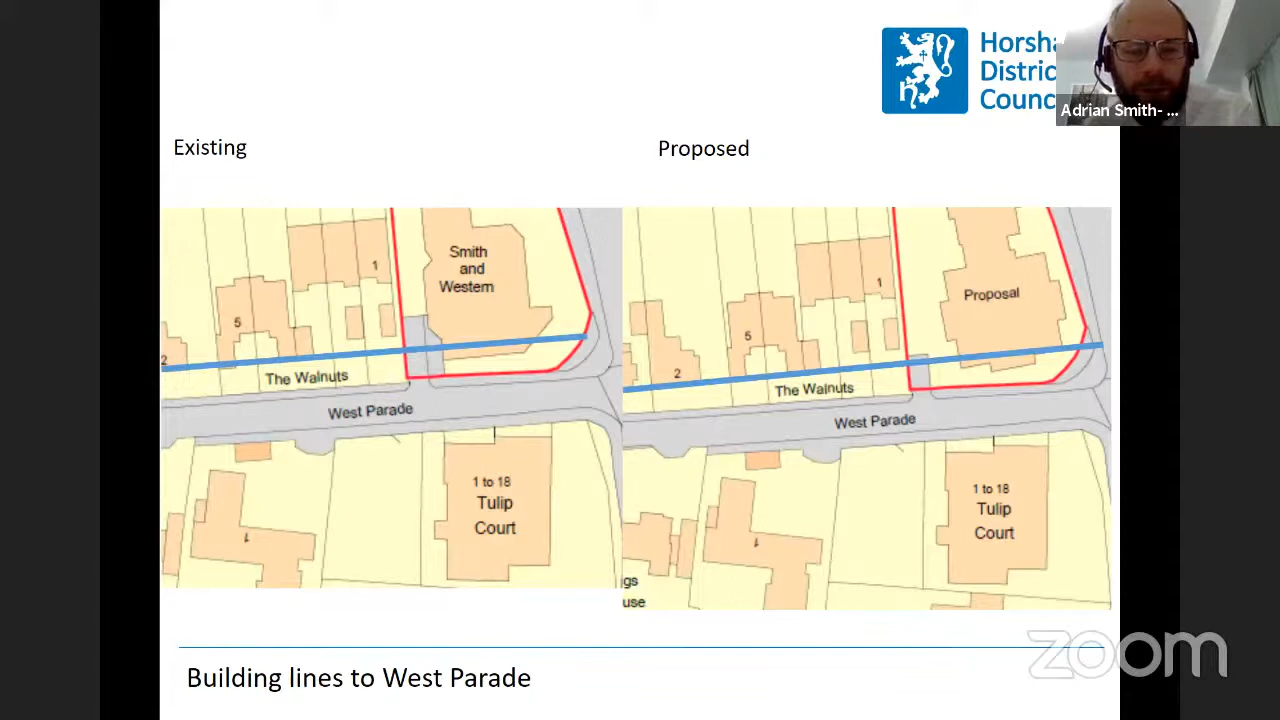 Horsha
Distric
Counc
Adrian Smith- ...
Existing
Proposed
Smith
and
Western
1
5
2
The Walnuts
West Parade
1 to 18
Tulip
Court
1
Proposal
1
5
2
The Walnuts
West Parade
1 to 18
Tulip
Court
1
gs
use
zoom
Building lines to West Parade